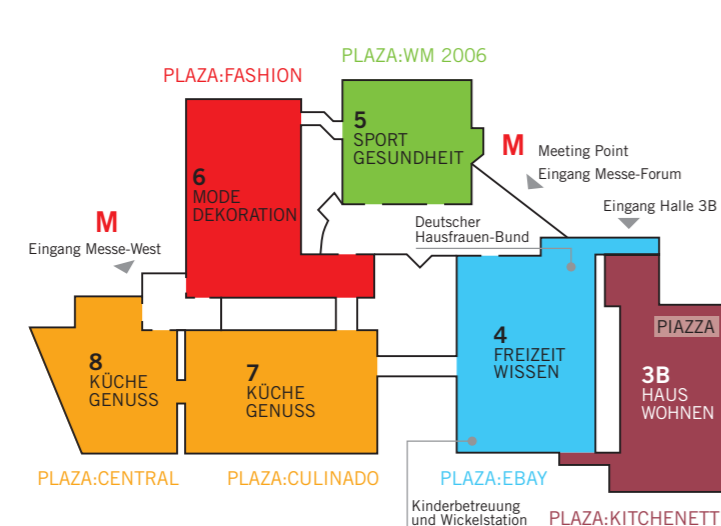 PLAZA:WM 2006
PLAZA:FASHION
5
SPORT
GESUNDHEIT
M
Meeting Point
Eingang Messe-Forum
6
MODE
DEKORATION
Eingang Halle 3B
M
Eingang Messe-West
Deutscher
Hausfrauen-Bund
PIAZZA
4
FREIZEIT
WISSEN
8
KÜCHE
GENUSS
7
KÜCHE
GENUSS
3B
HAUS
WOHNEN
PLAZA:CENTRAL
PLAZA:CULINADO
PLAZA:EBAY
Kinderbetreuung
und Wickelstation
PLAZA:KITCHENETT